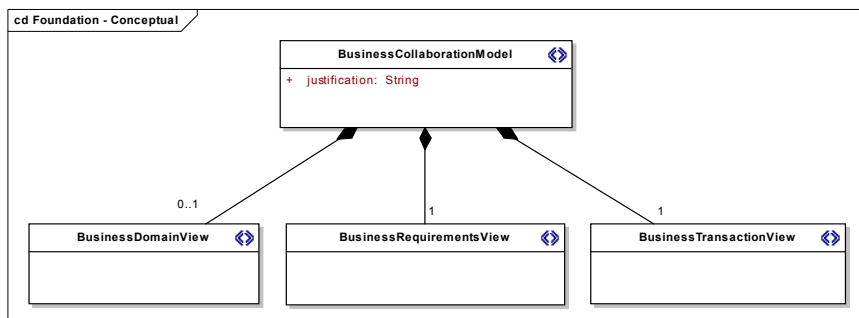 cd Foundation - Conceptual
BusinessCollaborationModel
+ justification: String
0..1
1
1
BusinessDomainView
BusinessRequirementsView
BusinessTransactionView